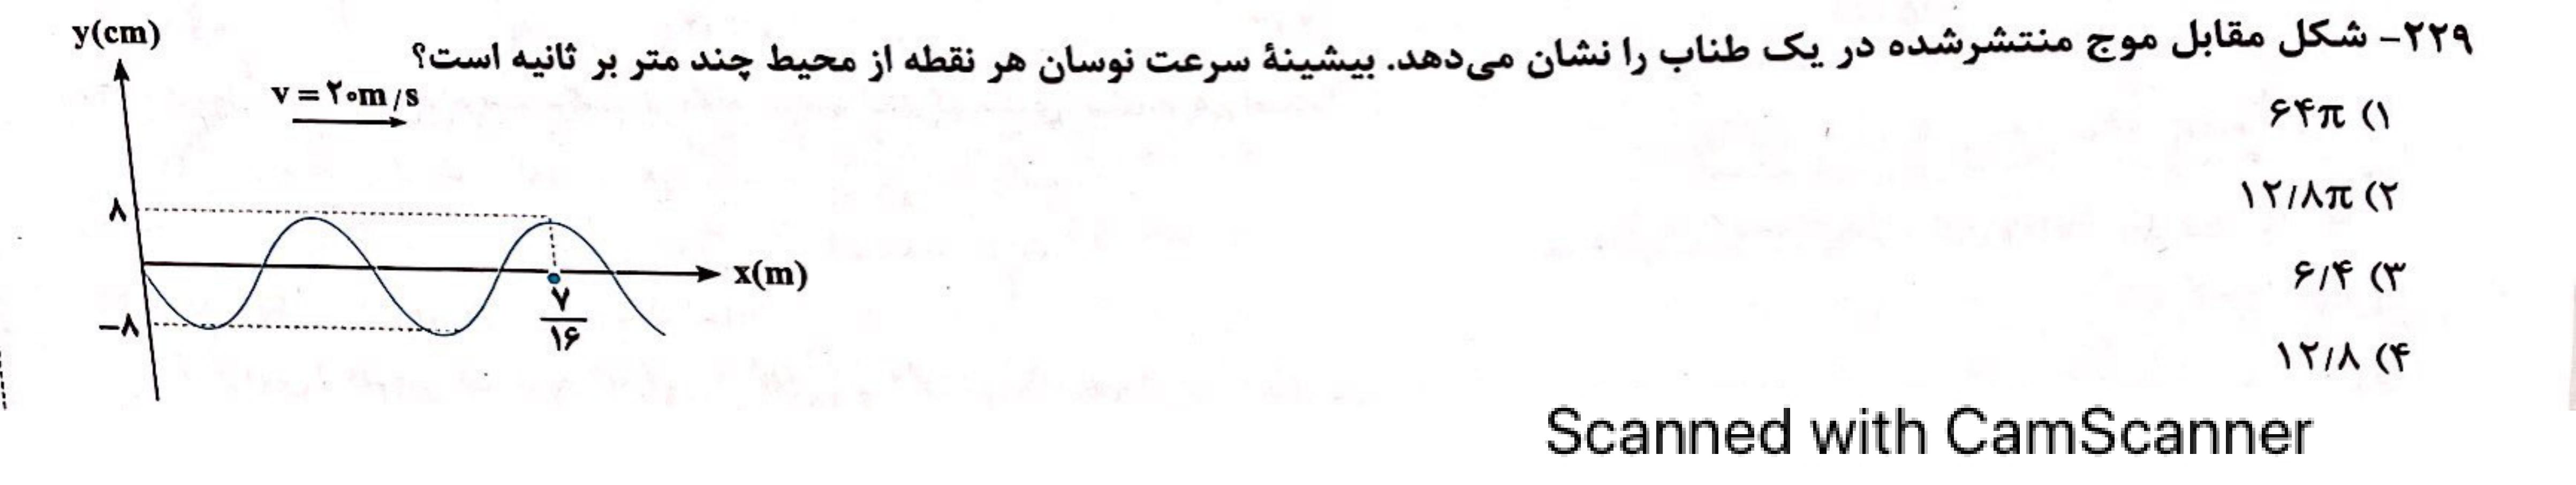 ۲۲۹- شکل مقابل موج منتشرشده در یک طناب را نشان می‌دهد. بیشینهٔ سرعت نوسان هر نقطه از محیط چند متر بر ثانیه است؟
۱) ۶۴π
۲) ۱۲/۸π
۳) ۶/۴
۴) ۱۲/۸
y(cm)
v = ۲۰m/s
۸
-۸
x(m)
۷
۱۶
Scanned with CamScanner